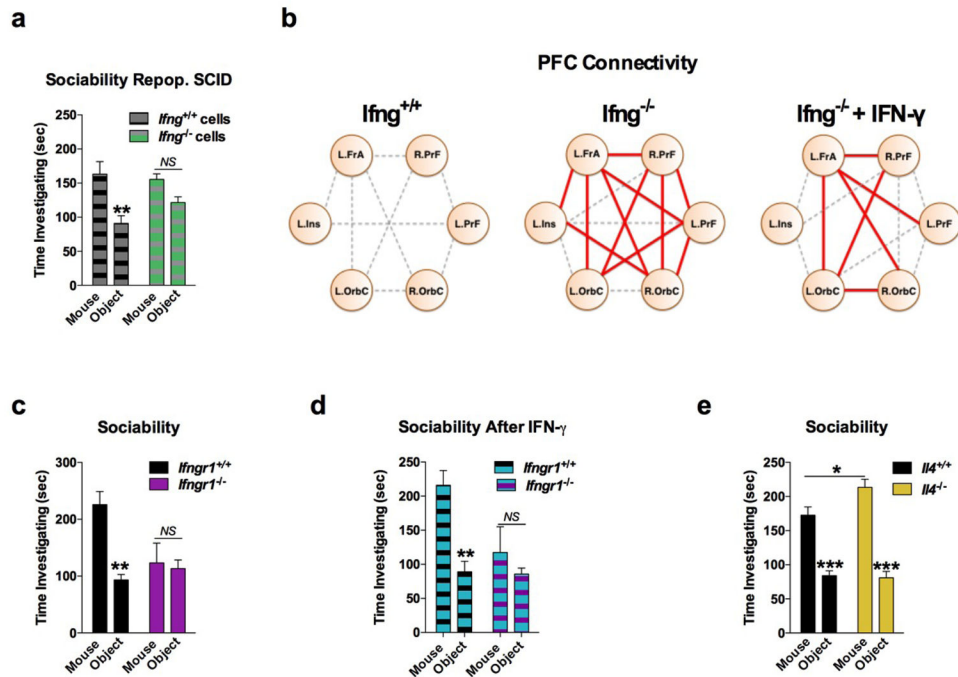 a
Sociability Repop. SCID
Ifng+/+ cells
Ifng-/- cells
Time Investigating (sec)
250
200
150
100
50
0
**
NS
Mouse
Object
Mouse
Object
b
PFC Connectivity
Ifng+/+
L.FrA
R.PrF
L.Ins
L.PrF
L.OrbC
R.OrbC
Ifng-/-
L.FrA
R.PrF
L.Ins
L.PrF
L.OrbC
R.OrbC
Ifng-/- + IFN-γ
L.FrA
R.PrF
L.Ins
L.PrF
L.OrbC
R.OrbC
c
Sociability
Ifngr1+/+
Ifngr1-/-
Time Investigating (sec)
300
200
100
0
**
NS
Mouse
Object
Mouse
Object
d
Sociability After IFN-γ
Ifngr1+/+
Ifngr1-/-
Time Investigating (sec)
250
200
150
100
50
0
**
NS
Mouse
Object
Mouse
Object
e
Sociability
Il4+/+
Il4-/-
Time Investigating (sec)
250
200
150
100
50
0
*
***
***
Mouse
Object
Mouse
Object